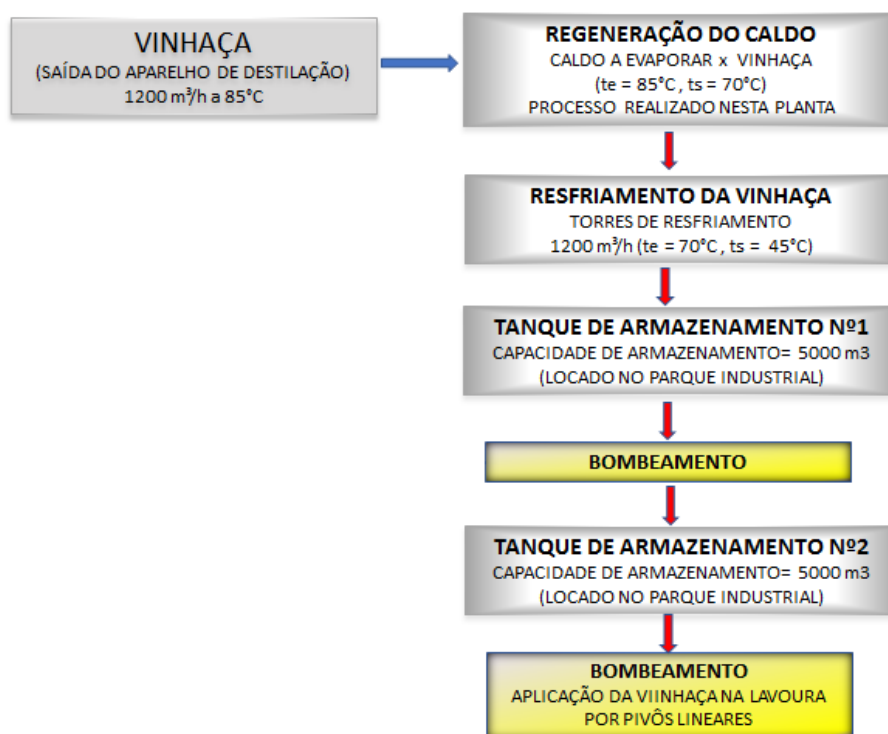 VINHAÇA
(SAÍDA DO APARELHO DE DESTILAÇÃO)
1200 m³/h a 85°C
REGENERAÇÃO DO CALDO
CALDO A EVAPORAR x VINHAÇA
(te = 85°C, ts = 70°C)
PROCESSO REALIZADO NESTA PLANTA
RESFRIAMENTO DA VINHAÇA
TORRES DE RESFRIAMENTO
1200 m³/h (te = 70°C, ts = 45°C)
TANQUE DE ARMAZENAMENTO Nº1
CAPACIDADE DE ARMAZENAMENTO= 5000 m3
(LOCADO NO PARQUE INDUSTRIAL)
BOMBEAMENTO
TANQUE DE ARMAZENAMENTO Nº2
CAPACIDADE DE ARMAZENAMENTO= 5000 m3
(LOCADO NO PARQUE INDUSTRIAL)
BOMBEAMENTO
APLICAÇÃO DA VIINHAÇA NA LAVOURA
POR PIVÔS LINEARES